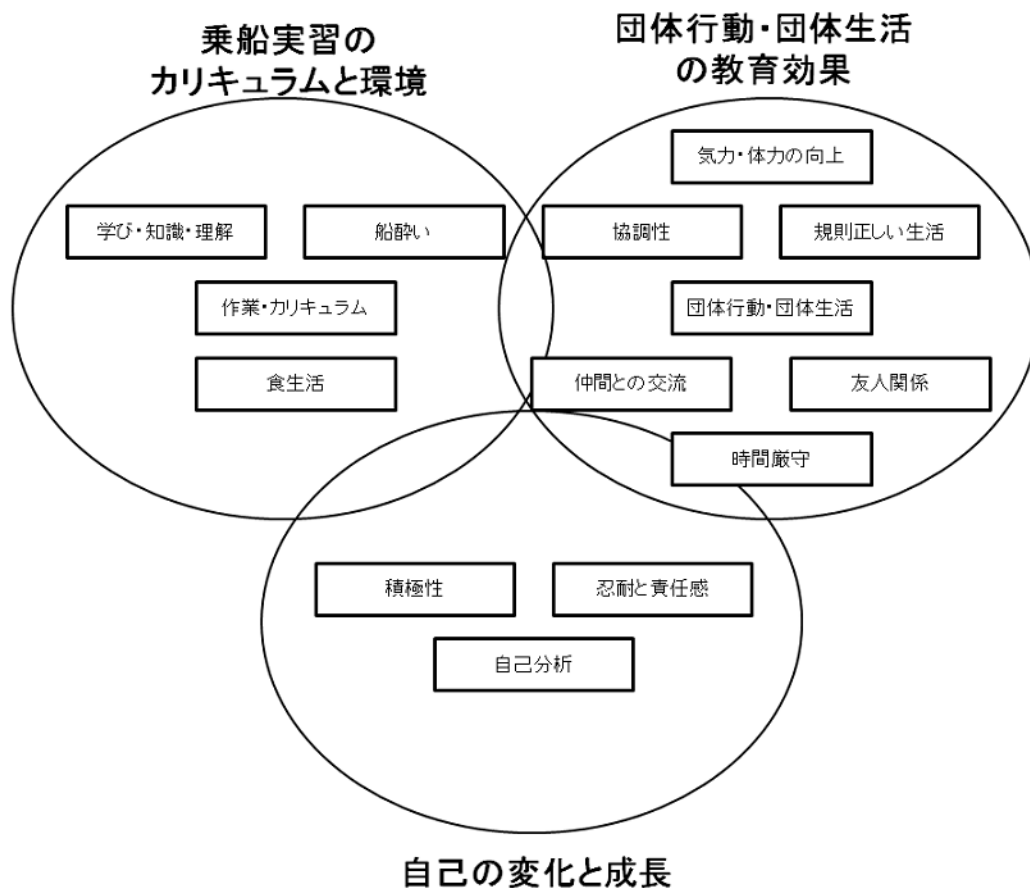 乗船実習の
カリキュラムと環境
団体行動・団体生活
の教育効果
気力・体力の向上
学び・知識・理解
船酔い
協調性
規則正しい生活
作業・カリキュラム
団体行動・団体生活
食生活
仲間との交流
友人関係
時間厳守
積極性
忍耐と責任感
自己分析
自己の変化と成長